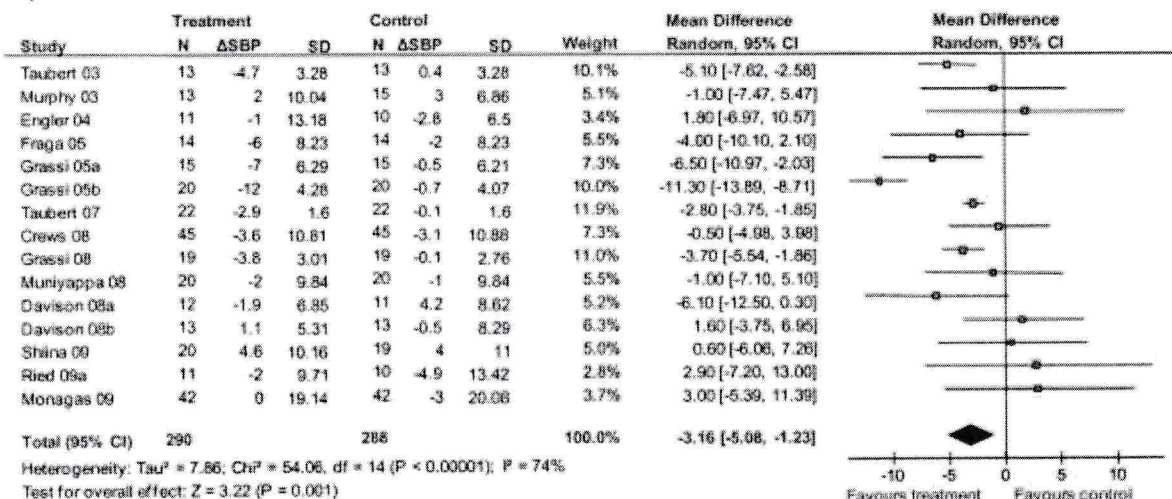 Treatment Control Mean Difference Mean Difference
Study N ΔSBP SD N ΔSBP SD Weight Random, 95% CI Random, 95% CI
Taubert 03 13 -4.7 3.28 13 0.4 3.28 10.1% -5.10 [-7.62, -2.58]
Murphy 03 13 2 10.04 15 3 6.86 5.1% -1.00 [-7.47, 5.47]
Engler 04 11 -1 13.18 10 -2.8 6.5 3.4% 1.80 [-6.97, 10.57]
Fraga 05 14 -6 8.23 14 -2 8.23 5.5% -4.00 [-10.10, 2.10]
Grassi 05a 15 -7 6.29 15 -0.5 6.21 7.3% -6.50 [-10.97, -2.03]
Grassi 05b 20 -12 4.28 20 -0.7 4.07 10.0% -11.30 [-13.89, -8.71]
Taubert 07 22 -2.9 1.6 22 -0.1 1.6 11.9% -2.80 [-3.75, -1.85]
Crews 08 45 -3.6 10.81 45 -3.1 10.88 7.3% -0.50 [-4.98, 3.98]
Grassi 08 19 -3.8 3.01 19 -0.1 2.76 11.0% -3.70 [-5.54, -1.86]
Muniyappa 08 20 -2 9.84 20 -1 9.84 5.5% -1.00 [-7.10, 5.10]
Davison 08a 12 -1.9 6.85 11 4.2 8.62 5.2% -6.10 [-12.50, 0.30]
Davison 08b 13 1.1 5.31 13 -0.5 8.29 6.3% 1.60 [-3.75, 6.95]
Shiina 09 20 4.6 10.16 19 4 11 5.0% 0.60 [-6.06, 7.26]
Ried 09a 11 -2 9.71 10 -4.9 13.42 2.8% 2.90 [-7.20, 13.00]
Monagas 09 42 0 19.14 42 -3 20.06 3.7% 3.00 [-5.39, 11.39]
Total (95% CI) 290 288 100.0% -3.16 [-5.08, -1.23]
Heterogeneity: Tau² = 7.86; Chi² = 54.06, df = 14 (P < 0.00001); I² = 74%
Test for overall effect: Z = 3.22 (P = 0.001)
-10 -5 0 5 10
Favours treatment Favours control